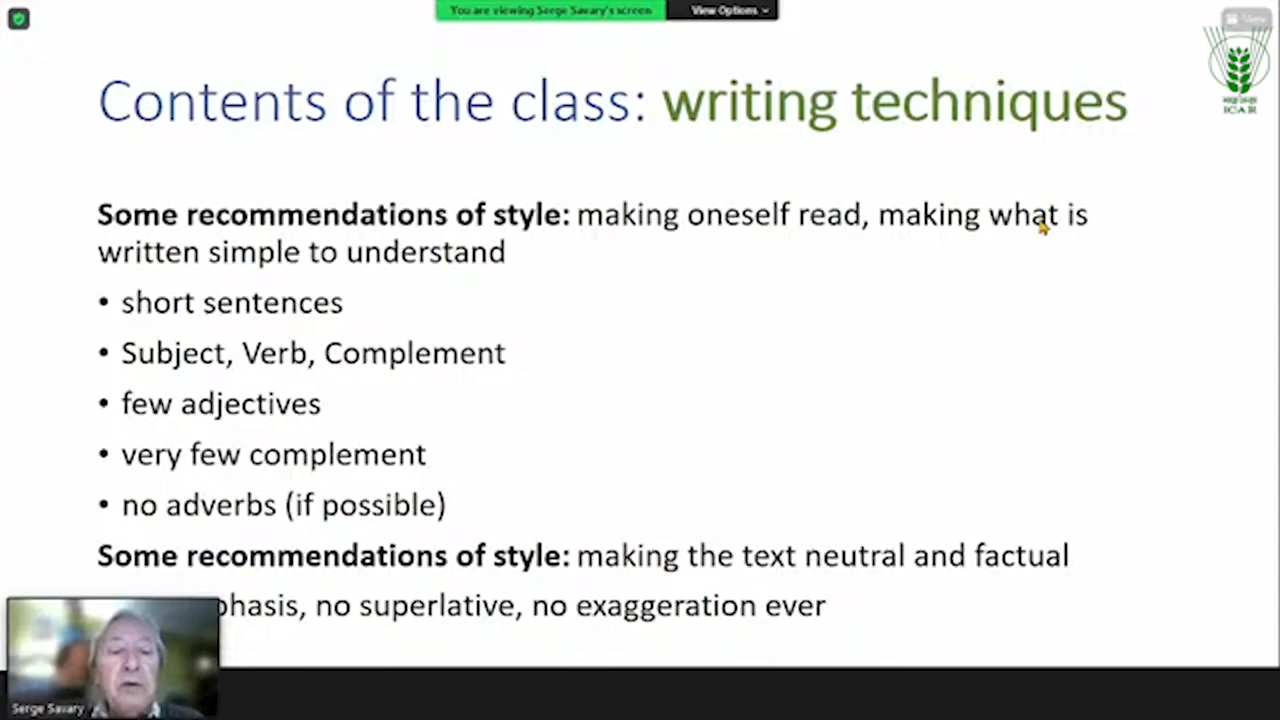 You are viewing Serge Savary's screen
View Options
View
Contents of the class: writing techniques
ICAR
Some recommendations of style: making oneself read, making what is
written simple to understand
• short sentences
• Subject, Verb, Complement
• few adjectives
• very few complement
• no adverbs (if possible)
Some recommendations of style: making the text neutral and factual
no superlative, no exaggeration ever
Serge Savary